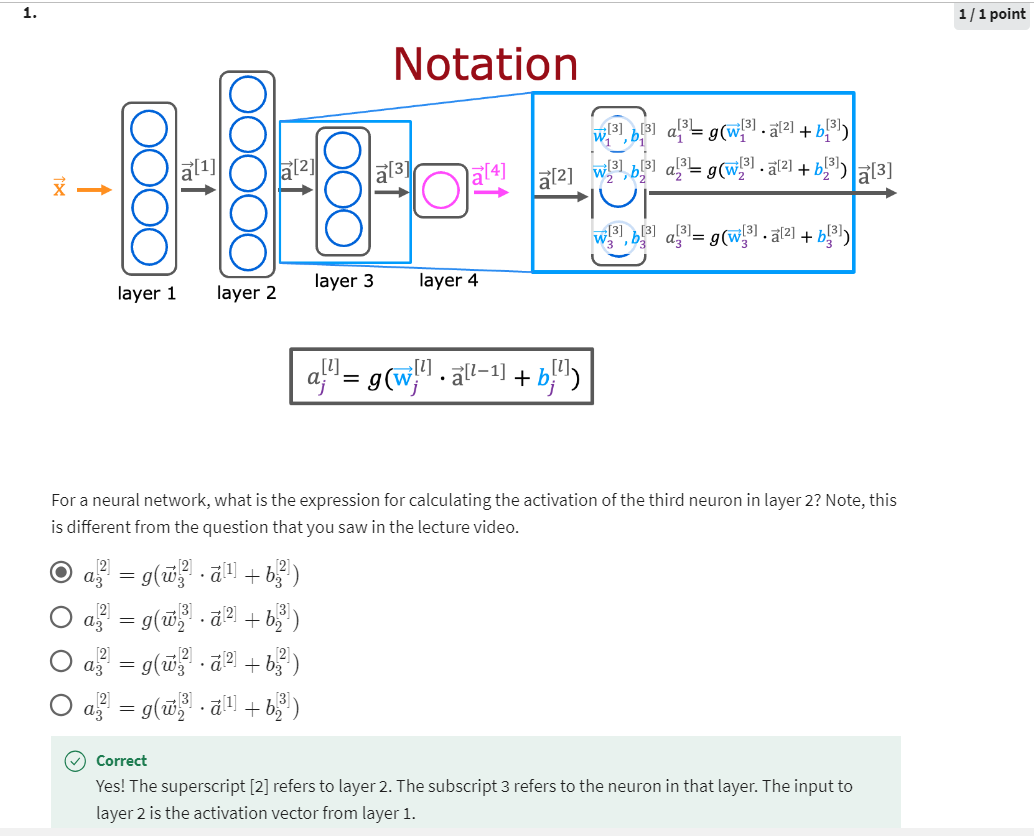 1.
1 / 1 point
Notation
x⃗
a⃗[1]
a⃗[2]
a⃗[3]
a⃗[4]
layer 1
layer 2
layer 3
layer 4
a⃗[2]
w⃗₁[3], b₁[3] a₁[3] = g(w⃗₁[3] · a⃗[2] + b₁[3])
w⃗₂[3], b₂[3] a₂[3] = g(w⃗₂[3] · a⃗[2] + b₂[3])
a⃗[3]
w⃗₃[3], b₃[3] a₃[3] = g(w⃗₃[3] · a⃗[2] + b₃[3])
aⱼ[l] = g(w⃗ⱼ[l] · a⃗[l−1] + bⱼ[l])
For a neural network, what is the expression for calculating the activation of the third neuron in layer 2? Note, this
is different from the question that you saw in the lecture video.
a₃[2] = g(w⃗₃[2] · a⃗[1] + b₃[2])
a₃[2] = g(w⃗₂[3] · a⃗[2] + b₂[3])
a₃[2] = g(w⃗₃[2] · a⃗[2] + b₃[2])
a₃[2] = g(w⃗₂[3] · a⃗[1] + b₂[3])
Correct
Yes! The superscript [2] refers to layer 2. The subscript 3 refers to the neuron in that layer. The input to
layer 2 is the activation vector from layer 1.